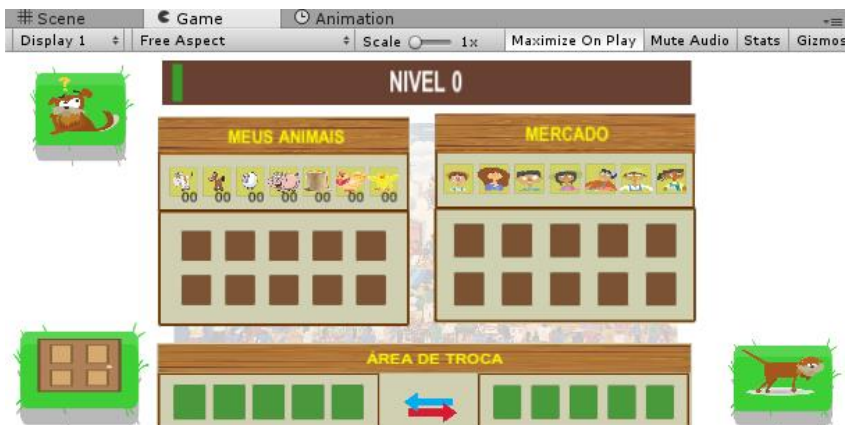 # Scene Game Animation
Display 1 Free Aspect Scale 1x Maximize On Play Mute Audio Stats Gizmos
?
NIVEL 0
MEUS ANIMAIS
MERCADO
00 00 00 00 00 00
ÁREA DE TROCA